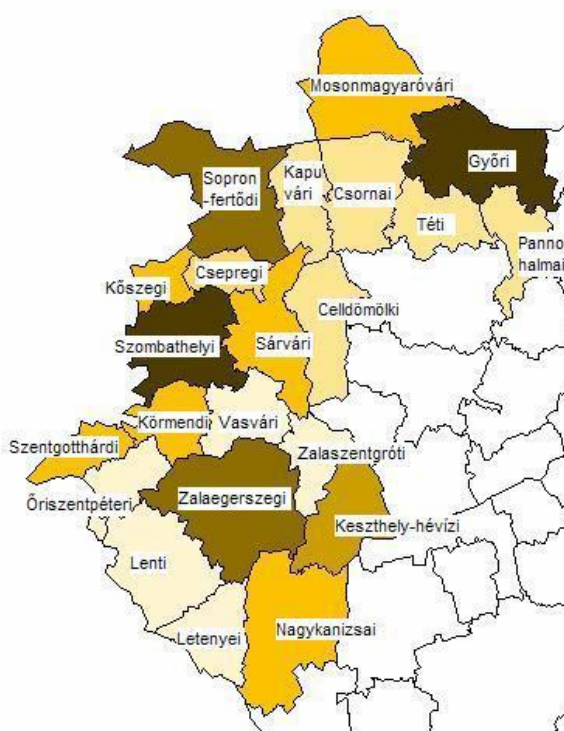 Mosonmagyaróvári
Győri
Sopron
-fertődi
Kapu
vári
Csornai
Téti
Panno
halmai
Csepregi
Kőszegi
Celldömölki
Szombathelyi
Sárvári
Körmendi
Vasvári
Szentgotthárdi
Zalaszentgróti
Őriszentpéteri
Zalaegerszegi
Keszthely-hévízi
Lenti
Letenyei
Nagykanizsai